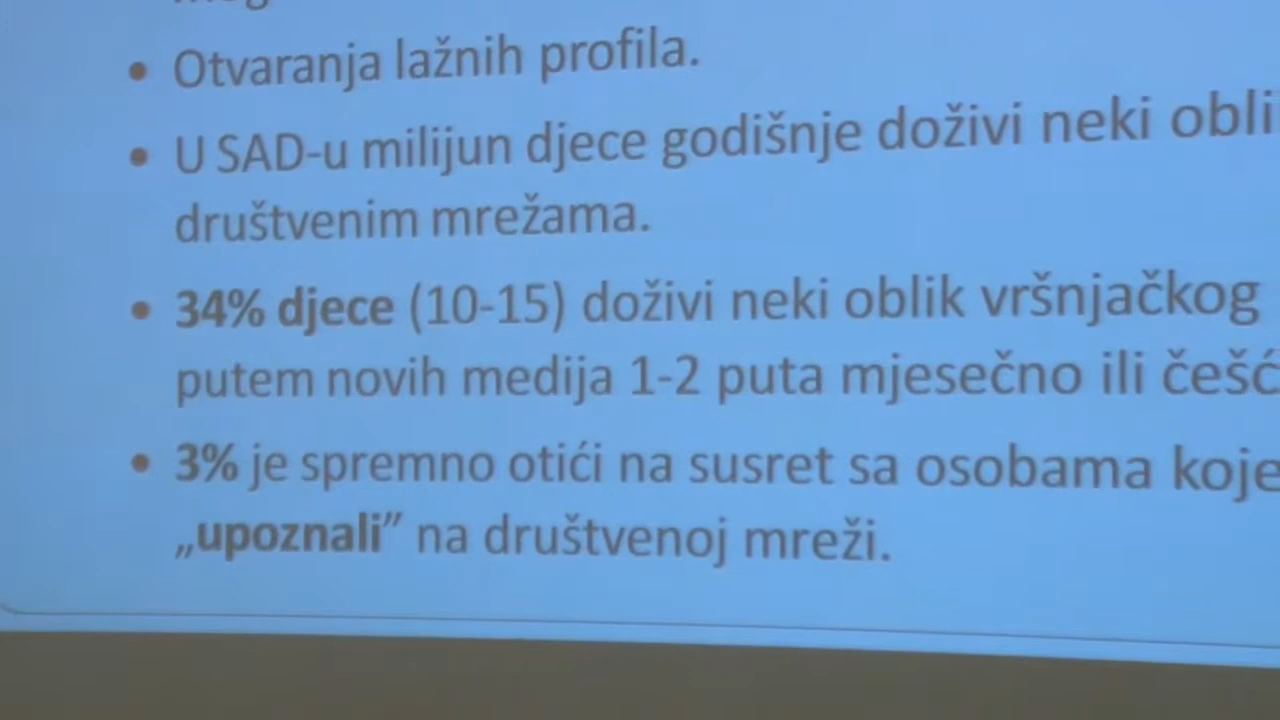 • Otvaranja lažnih profila.
• U SAD-u milijun djece godišnje doživi neki
društvenim mrežama.
• 34% djece (10-15) doživi neki oblik vršnjačkog
putem novih medija 1-2 puta mjesečno ili
• 3% je spremno otići na susret sa osobama koje
„upoznali” na društvenoj mreži.